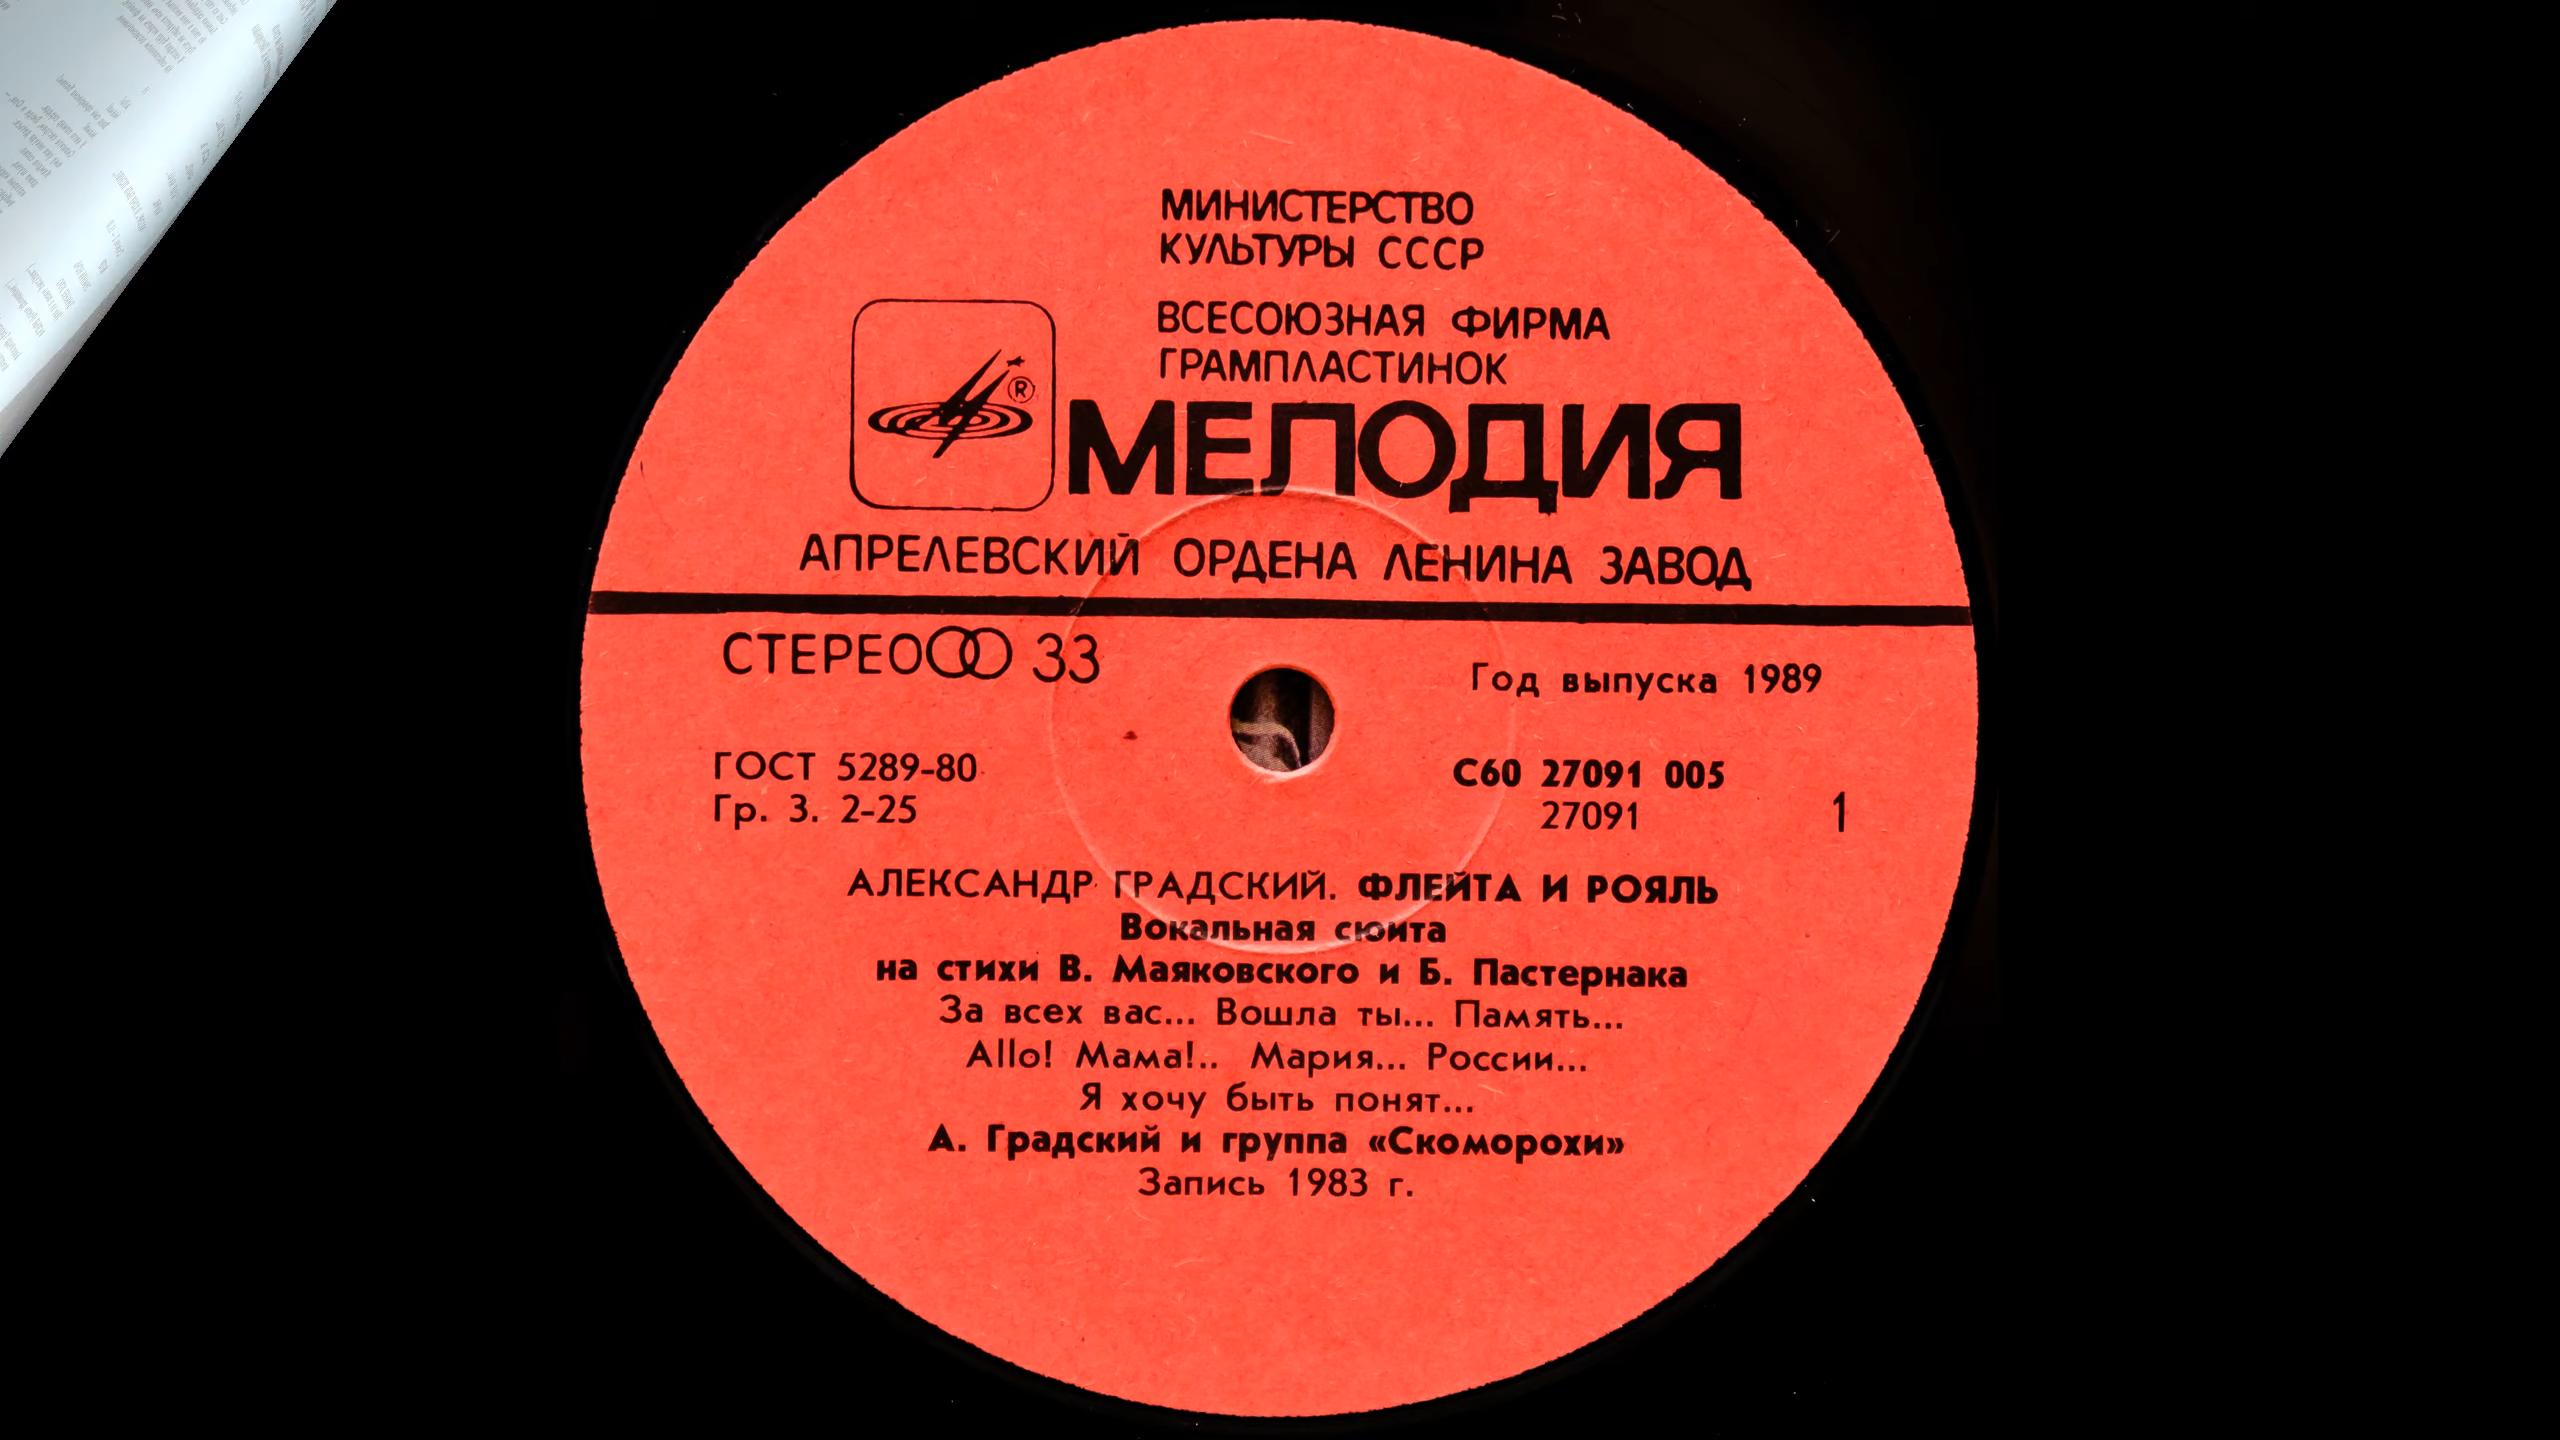 МИНИСТЕРСТВО
КУЛЬТУРЫ СССР
ВСЕСОЮЗНАЯ ФИРМА
ГРАМПЛАСТИНОК
®
МЕЛОДИЯ
АПРЕЛЕВСКИЙ ОРДЕНА ЛЕНИНА ЗАВОД
СТЕРЕО 33
Год выпуска 1989
ГОСТ 5289-80
Гр. 3. 2-25
С60 27091 005
27091
1
АЛЕКСАНДР ГРАДСКИЙ. ФЛЕЙТА И РОЯЛЬ
Вокальная сюита
на стихи В. Маяковского и Б. Пастернака
За всех вас... Вошла ты... Память...
Allo! Мама!.. Мария... России...
Я хочу быть понят...
А. Градский и группа «Скоморохи»
Запись 1983 г.